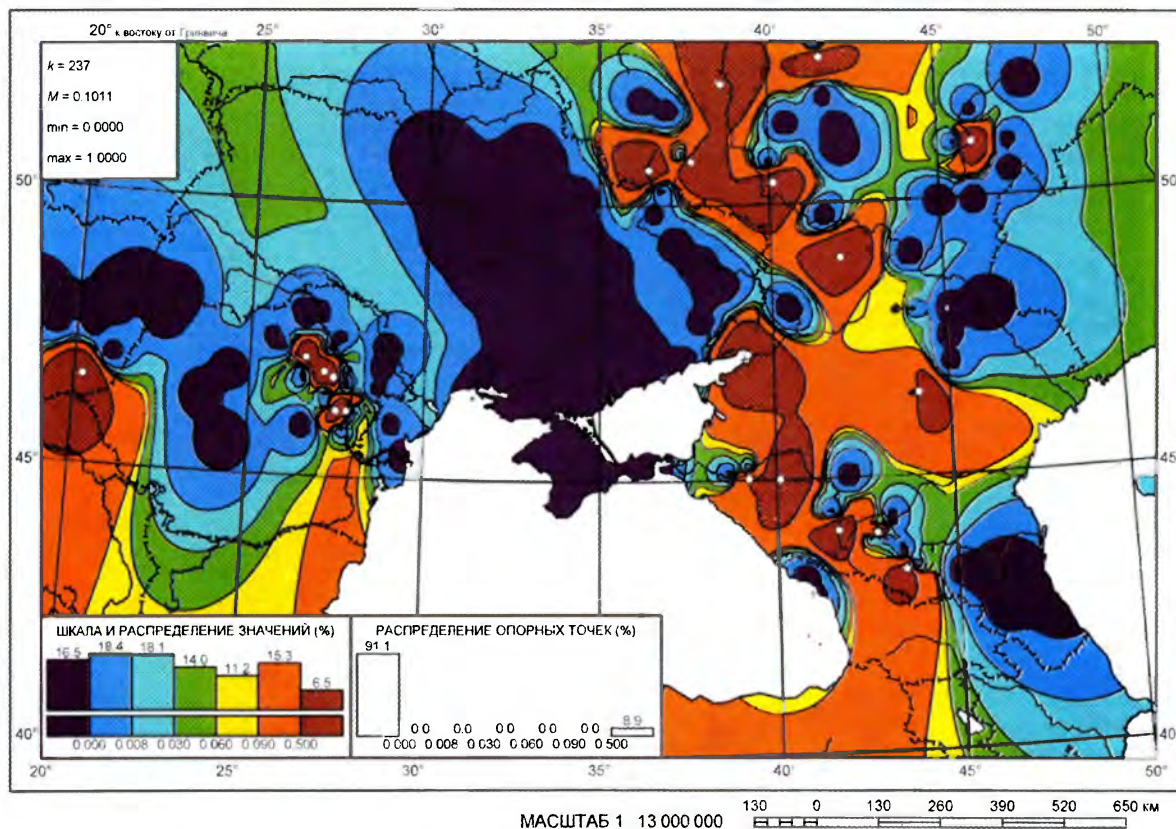 20° к востоку от Гринвича 25° 30° 35° 40° 45° 50°
k = 237
M = 0.1011
min = 0.0000
max = 1 0000
50° 50°
45° 45°
40° 40°
ШКАЛА И РАСПРЕДЕЛЕНИЕ ЗНАЧЕНИЙ (%)
16.5 18.4 18.1 14.0 11.2 15.3 6.5
0.000 0.008 0.030 0.060 0.090 0.500
РАСПРЕДЕЛЕНИЕ ОПОРНЫХ ТОЧЕК (%)
91.1 0 0 0.0 0 0 0 0 0 0 8.9
0 000 0 008 0 030 0 060 0 090 0 500
20° 25° 30° 35° 40° 45° 50°
МАСШТАБ 1 13 000 000
130 0 130 260 390 520 650 км